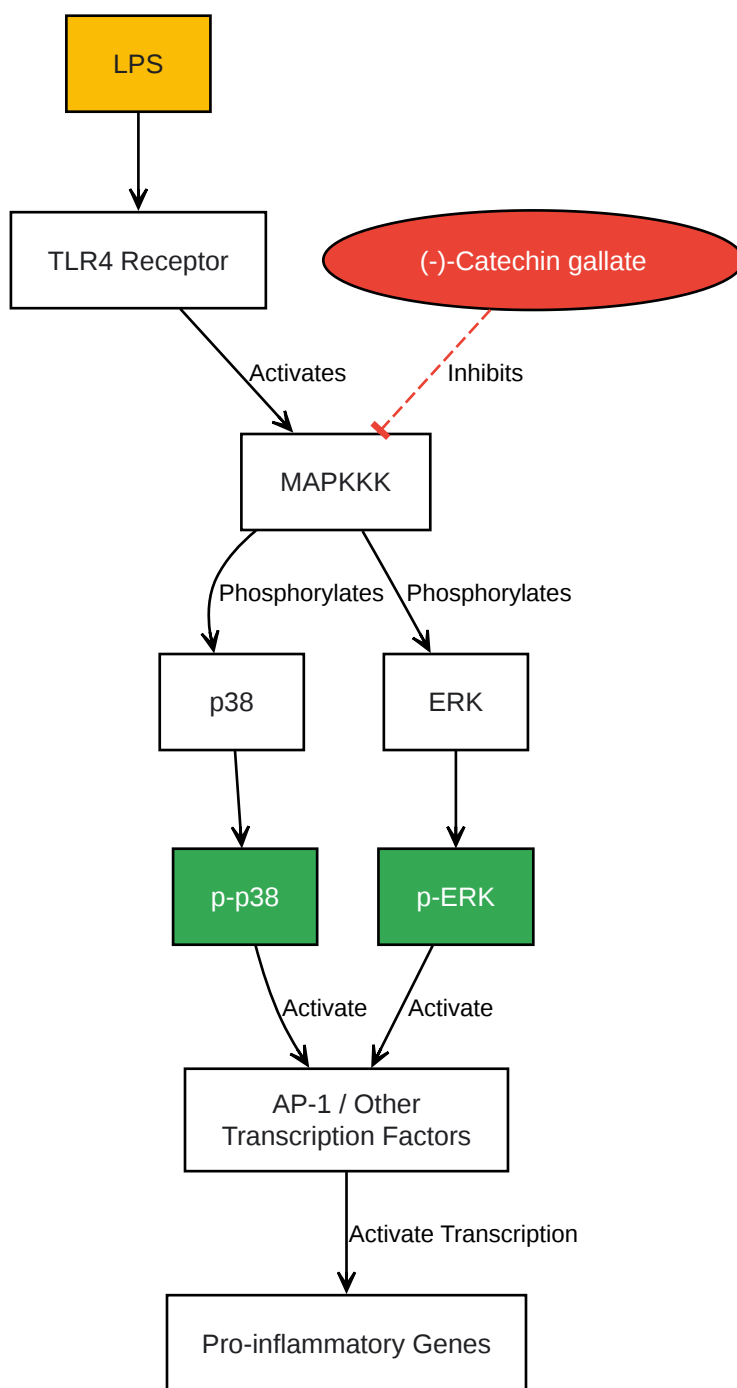 LPS
TLR4 Receptor
(-)-Catechin gallate
Activates
Inhibits
MAPKKK
Phosphorylates
Phosphorylates
p38
ERK
p-p38
p-ERK
Activate
Activate
AP-1 / Other
Transcription Factors
Activate Transcription
Pro-inflammatory Genes